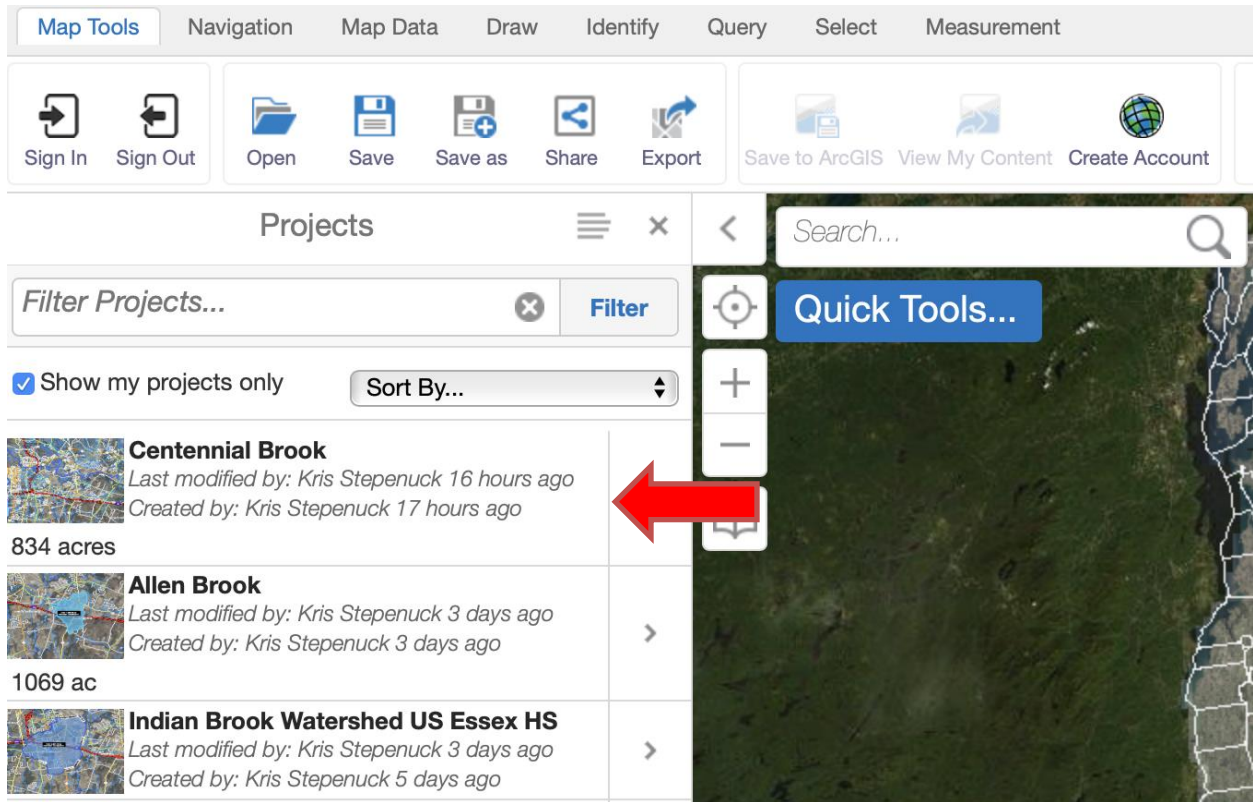 Map Tools Navigation Map Data Draw Identify Query Select Measurement
Sign In Sign Out Open Save Save as Share Export Save to ArcGIS View My Content Create Account
Projects
Search...
Filter Projects... Filter
Quick Tools...
Show my projects only Sort By...
Centennial Brook
Last modified by: Kris Stepenuck 16 hours ago
Created by: Kris Stepenuck 17 hours ago
834 acres
Allen Brook
Last modified by: Kris Stepenuck 3 days ago
Created by: Kris Stepenuck 3 days ago
1069 ac
Indian Brook Watershed US Essex HS
Last modified by: Kris Stepenuck 3 days ago
Created by: Kris Stepenuck 5 days ago